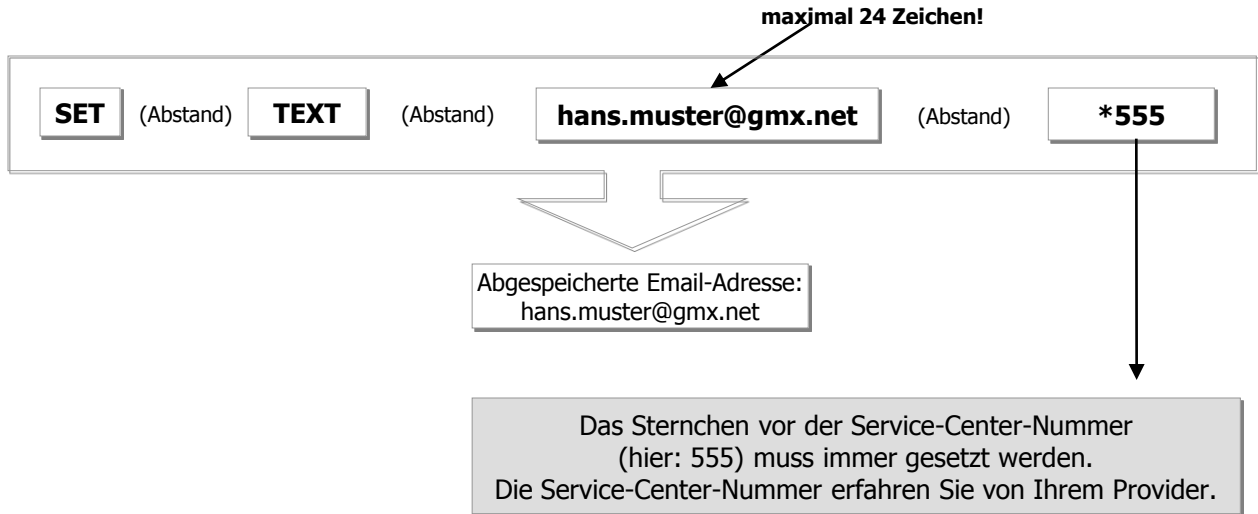 maximal 24 Zeichen!
SET (Abstand) TEXT (Abstand) hans.muster@gmx.net (Abstand) *555
Abgespeicherte Email-Adresse:
hans.muster@gmx.net
Das Sternchen vor der Service-Center-Nummer
(hier: 555) muss immer gesetzt werden.
Die Service-Center-Nummer erfahren Sie von Ihrem Provider.